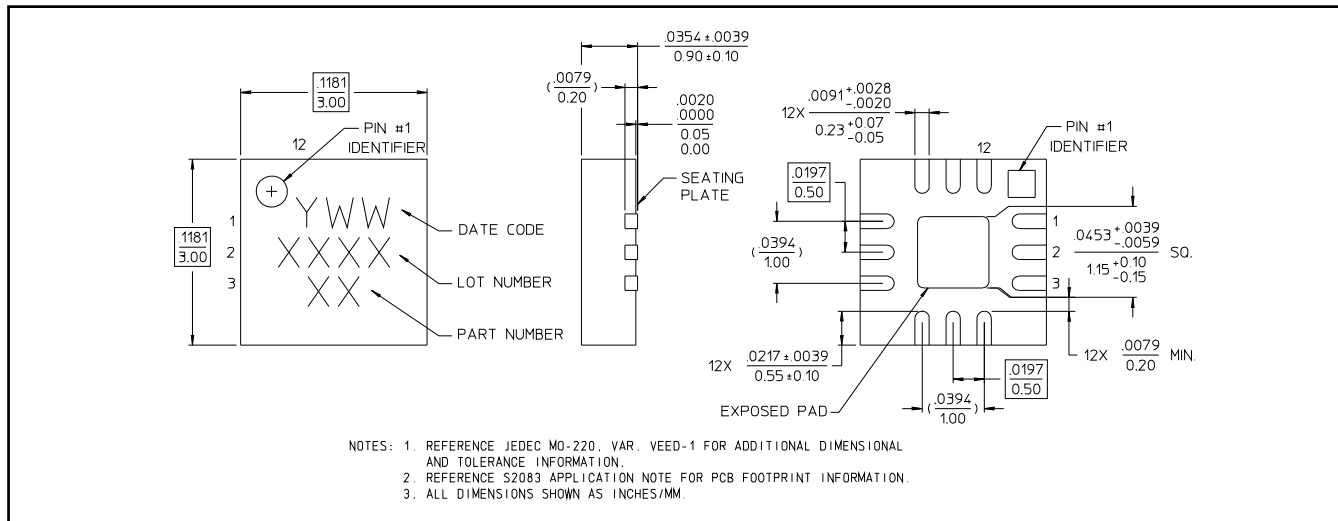 .1181
3.00
12
PIN #1
IDENTIFIER
.1181
3.00
1
2
3
YWW
XXXX
XX
DATE CODE
LOT NUMBER
PART NUMBER
.0354 ±.0039
0.90 ±0.10
(.0079
0.20)
.0020
.0000
0.05
0.00
SEATING
PLATE
12X .0091 +.0028 -.0020
0.23 +0.07 -0.05
12
PIN #1
IDENTIFIER
.0197
0.50
(.0394
1.00)
1
2
3
.0453 +.0039 -.0059
1.15 +0.10 -0.15 SQ.
12X .0217 ±.0039
0.55 ±0.10
12X .0079
0.20 MIN.
.0197
0.50
(.0394
1.00)
EXPOSED PAD
NOTES: 1. REFERENCE JEDEC MO-220, VAR. VEED-1 FOR ADDITIONAL DIMENSIONAL
AND TOLERANCE INFORMATION.
2. REFERENCE S2083 APPLICATION NOTE FOR PCB FOOTPRINT INFORMATION.
3. ALL DIMENSIONS SHOWN AS INCHES/MM.